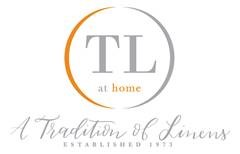 TL
at home
A Tradition of Linens
ESTABLISHED 1973